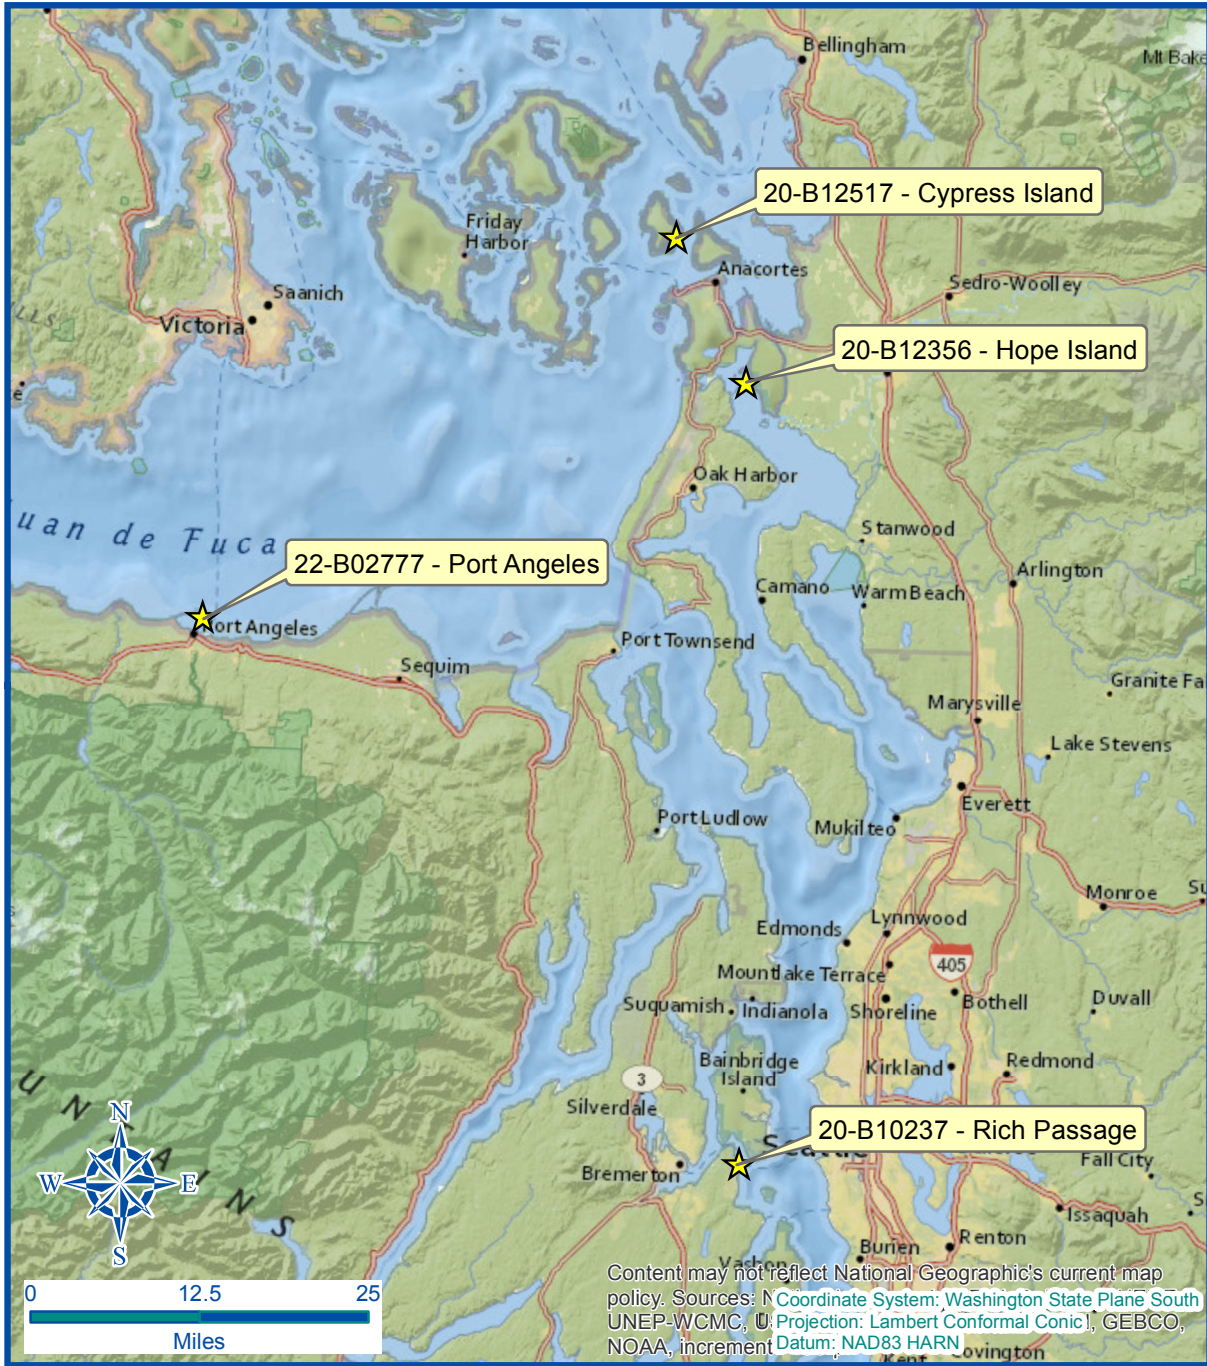 Bellingham
Mt Bake
20-B12517 - Cypress Island
Friday
Harbor
Anacortes
Sedro-Woolley
Saanich
Victoria
20-B12356 - Hope Island
Oak Harbor
uan de Fuca
Stanwood
22-B02777 - Port Angeles
Arlington
Camano
Warm Beach
Port Angeles
Port Townsend
Sequim
Granite Fa
Marysville
Lake Stevens
Everett
Port Ludlow
Mukilteo
Monroe
Su
Lynnwood
Edmonds
405
Mountlake Terrace
Suquamish
Indianola
Shoreline
Bothell
Duvall
Bainbridge
Island
Kirkland
Redmond
3
Silverdale
20-B10237 - Rich Passage
Seattle
Bremerton
Fall City
UNTAINS
N
W
E
S
Issaquah
Renton
Burien
Vashon
0 12.5 25
Miles
Content may not reflect National Geographic's current map
policy. Sources: N
UNEP-WCMC, U
GEBCO,
NOAA, increment
Coordinate System: Washington State Plane South
Projection: Lambert Conformal Conic
Datum: NAD83 HARN
Kent
Covington